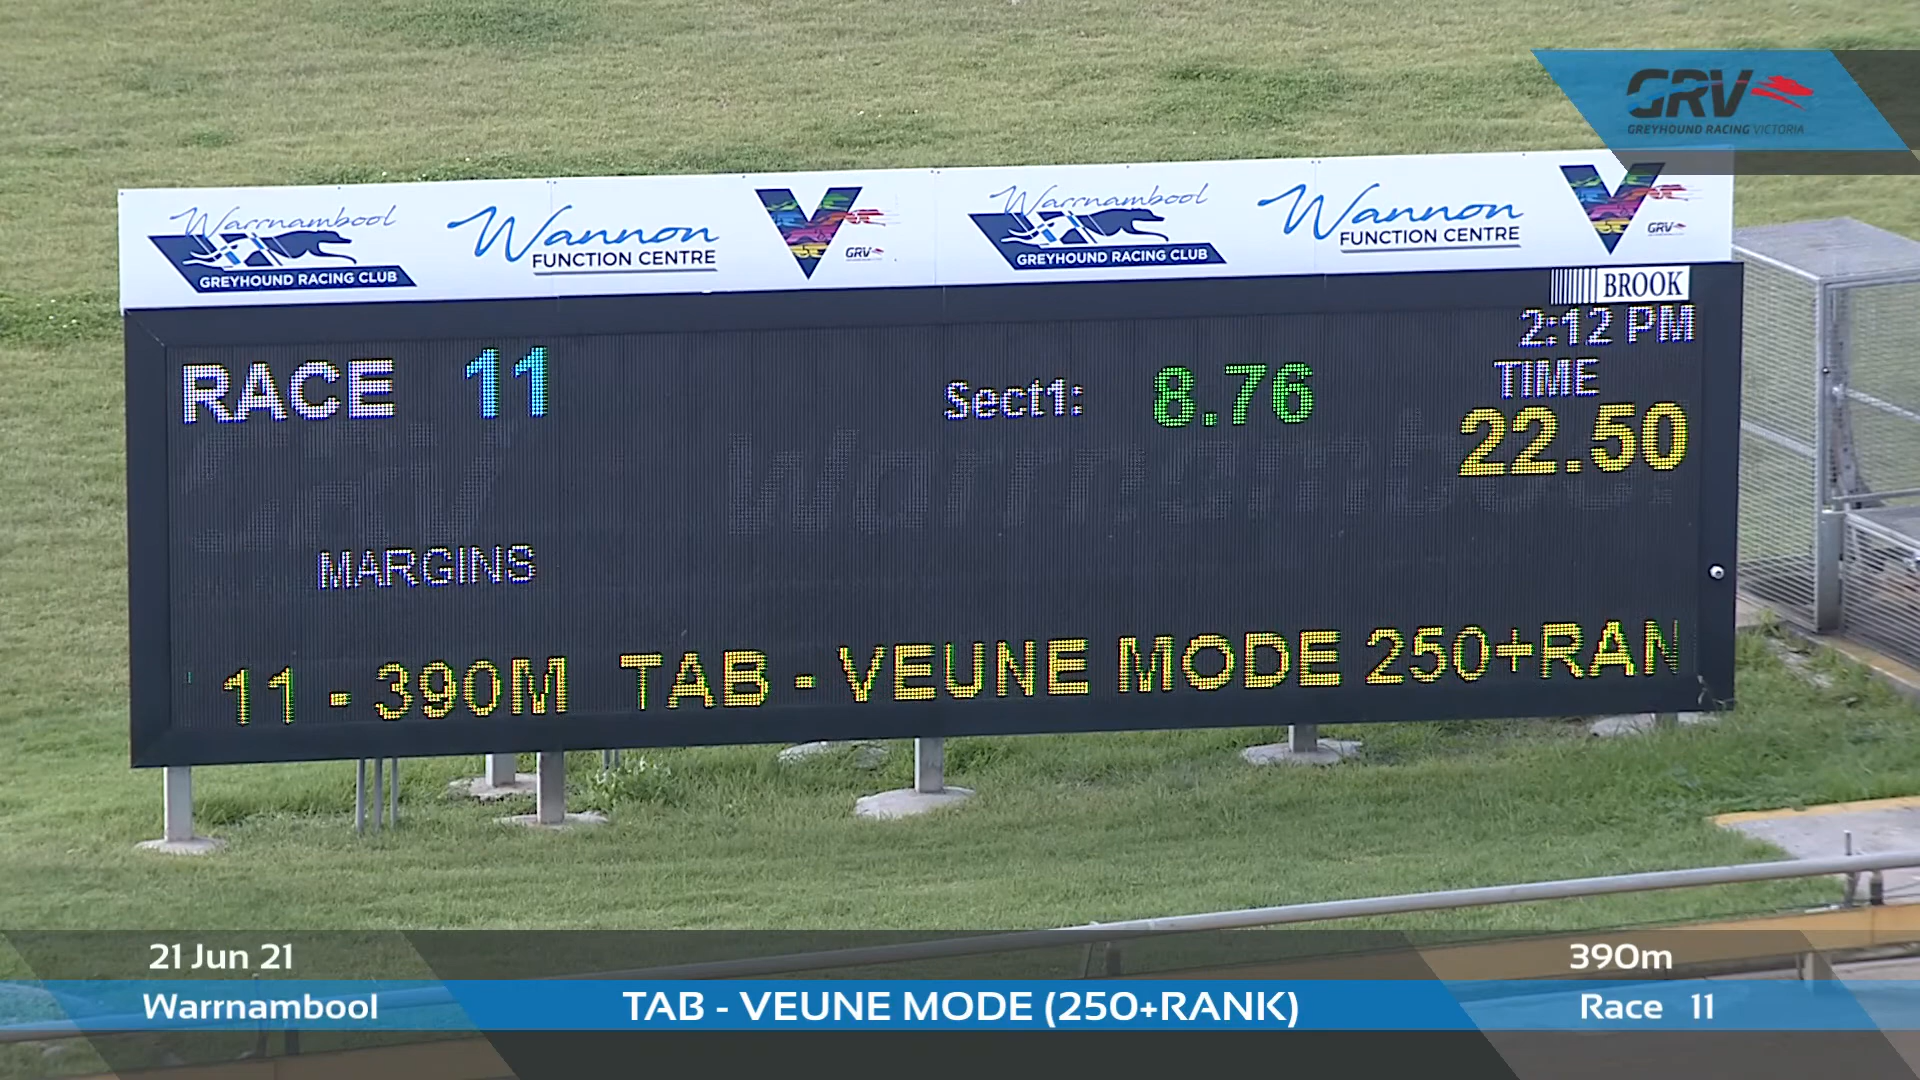 GRV
GREYHOUND RACING VICTORIA
Warrnambool
GREYHOUND RACING CLUB
Wannon
FUNCTION CENTRE
V
GRV
Warrnambool
GREYHOUND RACING CLUB
Wannon
FUNCTION CENTRE
V
GRV
BROOK
2:12 PM
RACE 11 Sect1: 8.76 TIME
22.50
MARGINS
11 - 390M TAB - VEUNE MODE 250+RAN
21 Jun 21 390m
Warrnambool TAB - VEUNE MODE (250+RANK) Race 11